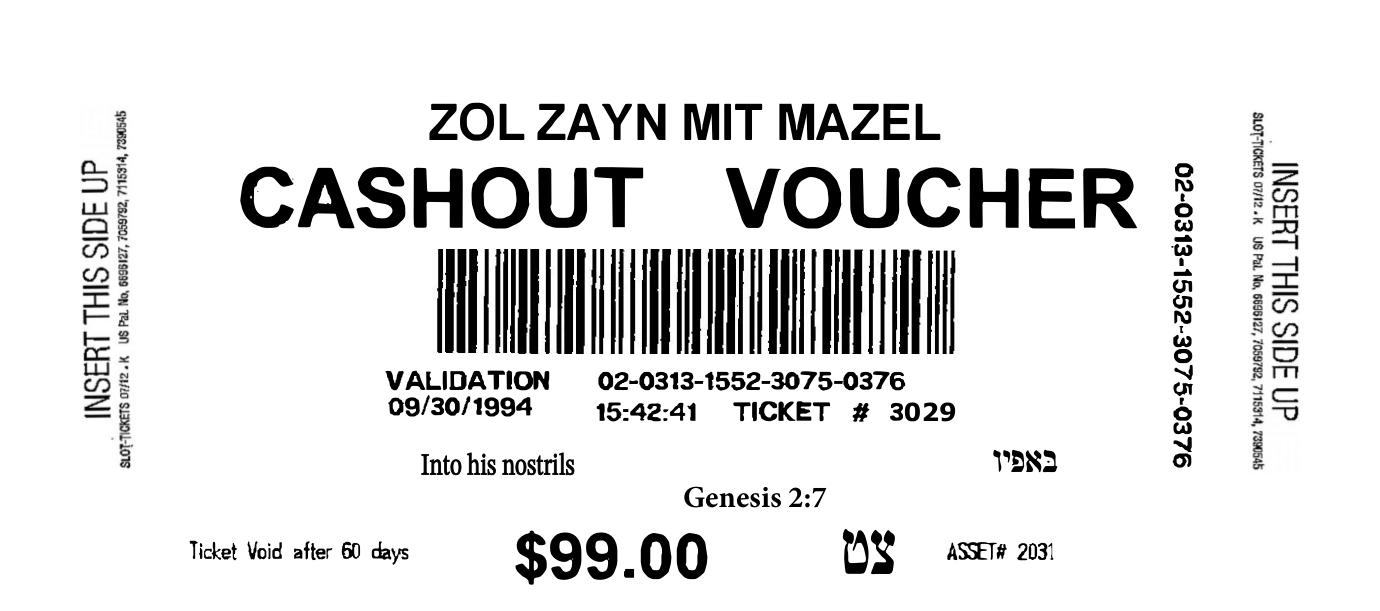 ZOL ZAYN MIT MAZEL
CASHOUT VOUCHER
INSERT THIS SIDE UP
SLOT-TICKETS 07/12 - K US Pat. No. 6696127, 7059792, 7115314, 7390545
VALIDATION 02-0313-1552-3075-0376
09/30/1994 15:42:41 TICKET # 3029
Into his nostrils באפיו
Genesis 2:7
Ticket Void after 60 days $99.00 צט ASSET# 2031
02-0313-1552-3075-0376
SLOT-TICKETS 07/12 - K US Pat. No. 6696127, 7059792, 7115314, 7390545
INSERT THIS SIDE UP